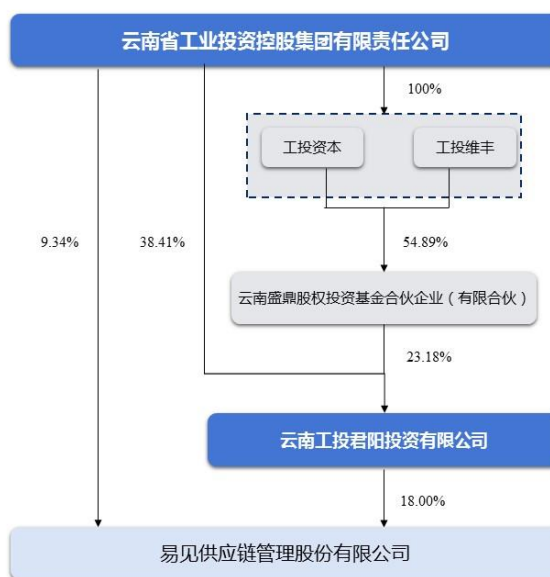 云南省工业投资控股集团有限责任公司
100%
工投资本
工投维丰
9.34%
38.41%
54.89%
云南盛鼎股权投资基金合伙企业（有限合伙）
23.18%
云南工投君阳投资有限公司
18.00%
易见供应链管理股份有限公司